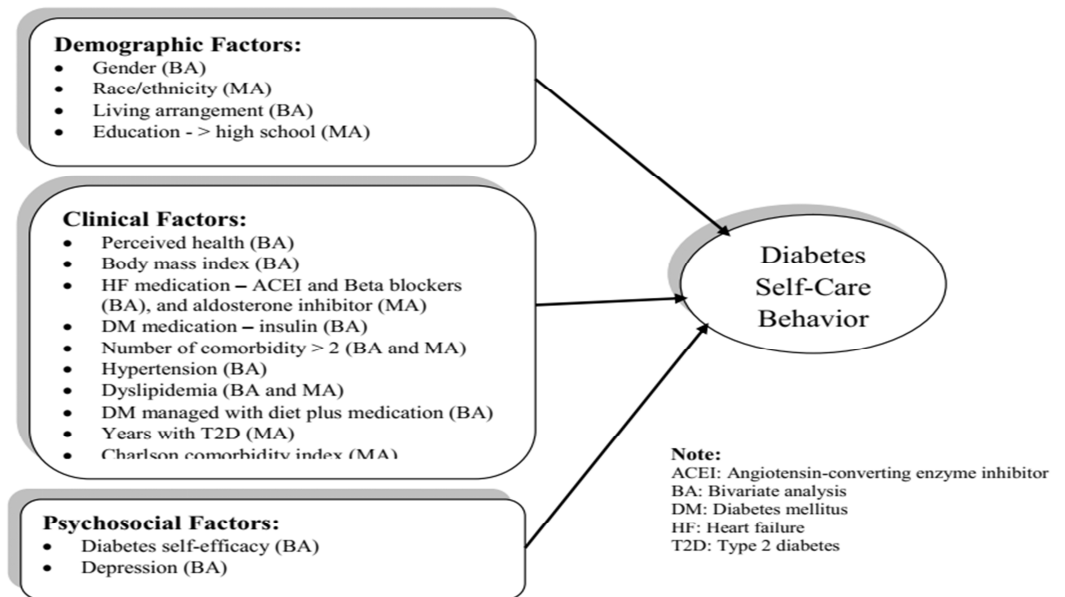 Demographic Factors:
• Gender (BA)
• Race/ethnicity (MA)
• Living arrangement (BA)
• Education - > high school (MA)
Clinical Factors:
• Perceived health (BA)
• Body mass index (BA)
• HF medication – ACEI and Beta blockers
(BA), and aldosterone inhibitor (MA)
• DM medication – insulin (BA)
• Number of comorbidity > 2 (BA and MA)
• Hypertension (BA)
• Dyslipidemia (BA and MA)
• DM managed with diet plus medication (BA)
• Years with T2D (MA)
• Charlson comorbidity index (MA)
Psychosocial Factors:
• Diabetes self-efficacy (BA)
• Depression (BA)
Diabetes
Self-Care
Behavior
Note:
ACEI: Angiotensin-converting enzyme inhibitor
BA: Bivariate analysis
DM: Diabetes mellitus
HF: Heart failure
T2D: Type 2 diabetes